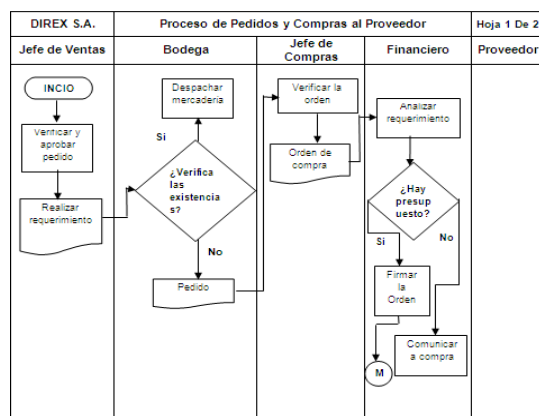 DIREX S.A.
Proceso de Pedidos y Compras al Proveedor
Hoja 1 De 2
Jefe de Ventas
Bodega
Jefe de
Compras
Financiero
Proveedor
INCIO
Verificar y
aprobar
pedido
Realizar
requerimiento
Despachar
mercadería
Si
¿Verifica
las
existencia
s?
No
Pedido
Verificar la
orden
Orden de
compra
Analizar
requerimiento
¿Hay
presup
uesto?
Si
No
Firmar
la
Orden
M
Comunicar
a compra